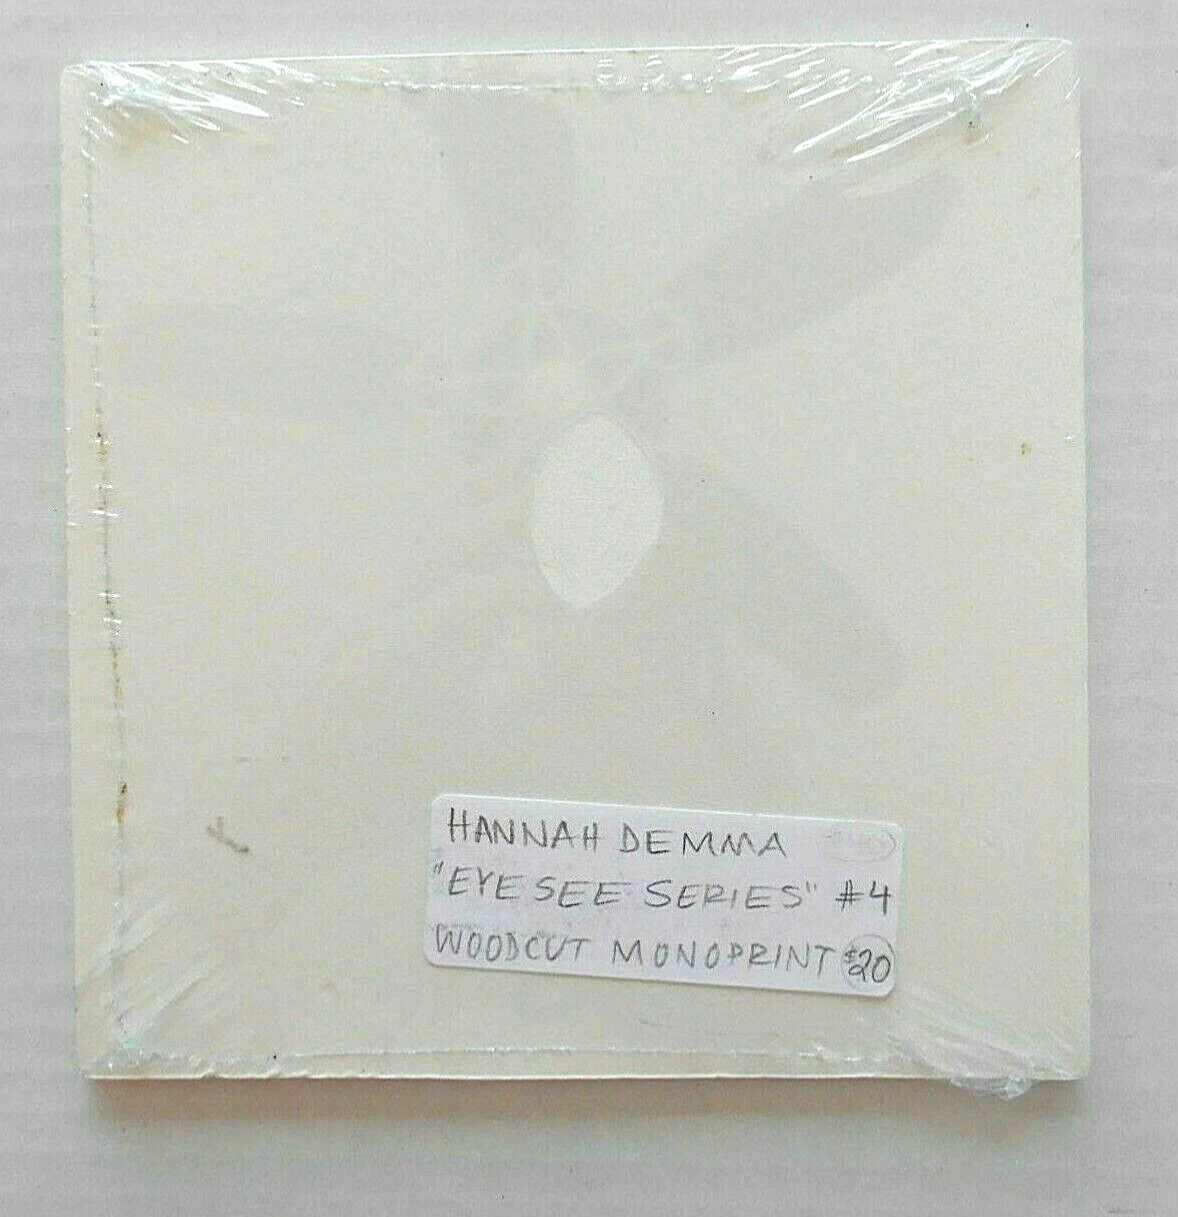 HANNAH DEMMA
"EYE SEE SERIES" #4
WOODCUT MONOPRINT $20